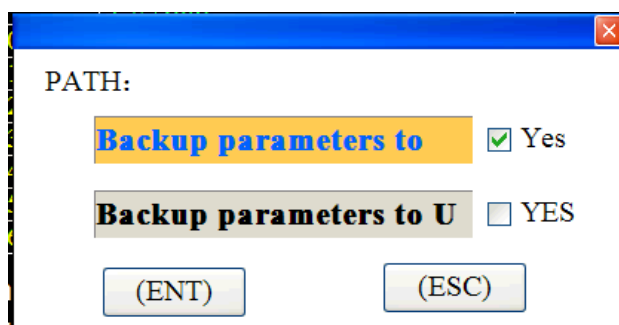 PATH：
Backup parameters to Yes
Backup parameters to U YES
(ENT) (ESC)